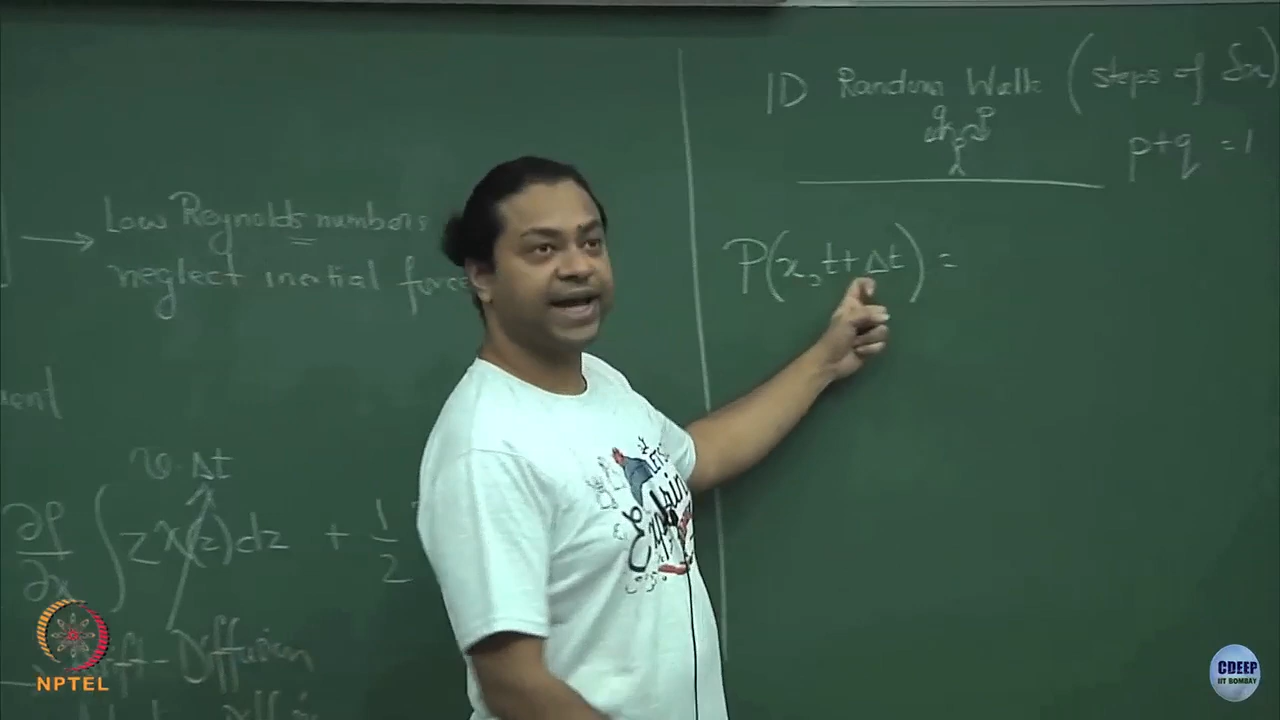 1D Random Walk (steps of δx)
q p
p+q =1
P(x, t+Δt) =
→ Low Reynolds numbers
neglect inertial force
v.Δt
∂ρ/∂x ∫ z χ(z) dz + 1/2
Drift-Diffusion
Explorin
NPTEL
CDEEP
IIT BOMBAY